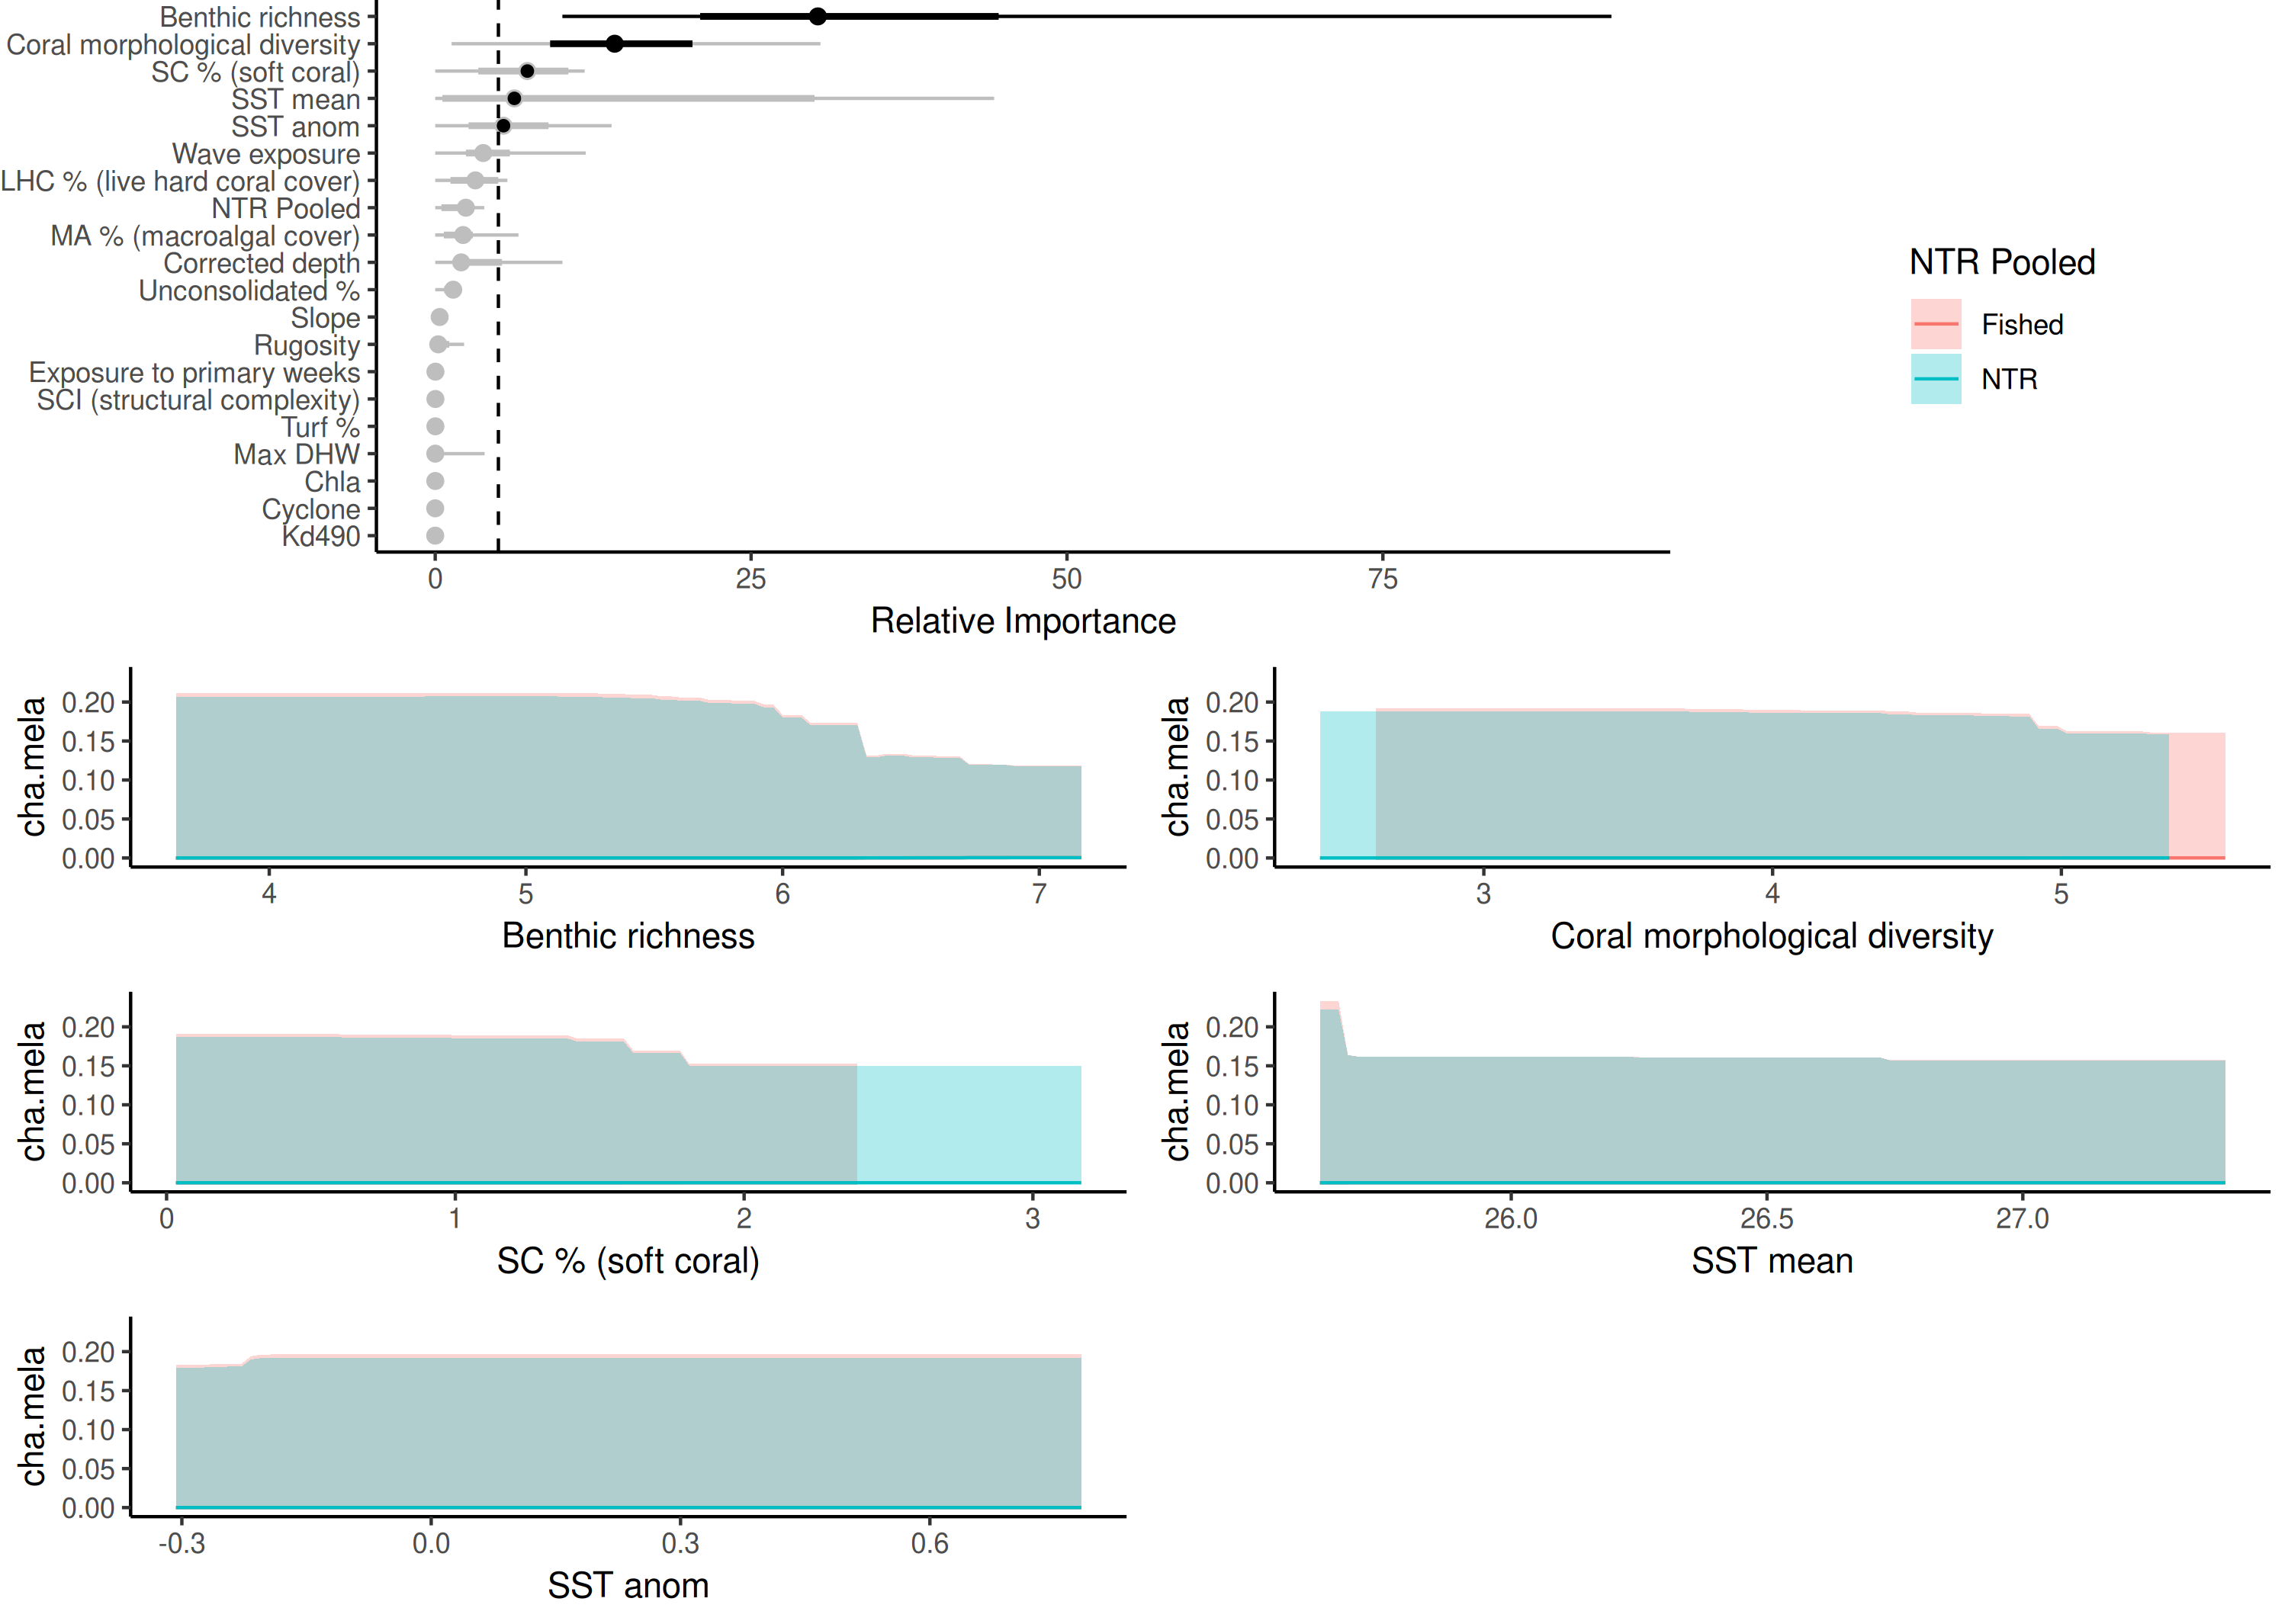 Benthic richness
Coral morphological diversity
SC % (soft coral)
SST mean
SST anom
Wave exposure
LHC % (live hard coral cover)
NTR Pooled
MA % (macroalgal cover)
Corrected depth
Unconsolidated %
Slope
Rugosity
Exposure to primary weeks
SCI (structural complexity)
Turf %
Max DHW
Chla
Cyclone
Kd490
0 25 50 75
Relative Importance
NTR Pooled
Fished
NTR
cha.mela
0.20
0.15
0.10
0.05
0.00
4 5 6 7
Benthic richness
cha.mela
0.20
0.15
0.10
0.05
0.00
3 4 5
Coral morphological diversity
cha.mela
0.20
0.15
0.10
0.05
0.00
0 1 2 3
SC % (soft coral)
cha.mela
0.20
0.15
0.10
0.05
0.00
26.0 26.5 27.0
SST mean
cha.mela
0.20
0.15
0.10
0.05
0.00
-0.3 0.0 0.3 0.6
SST anom